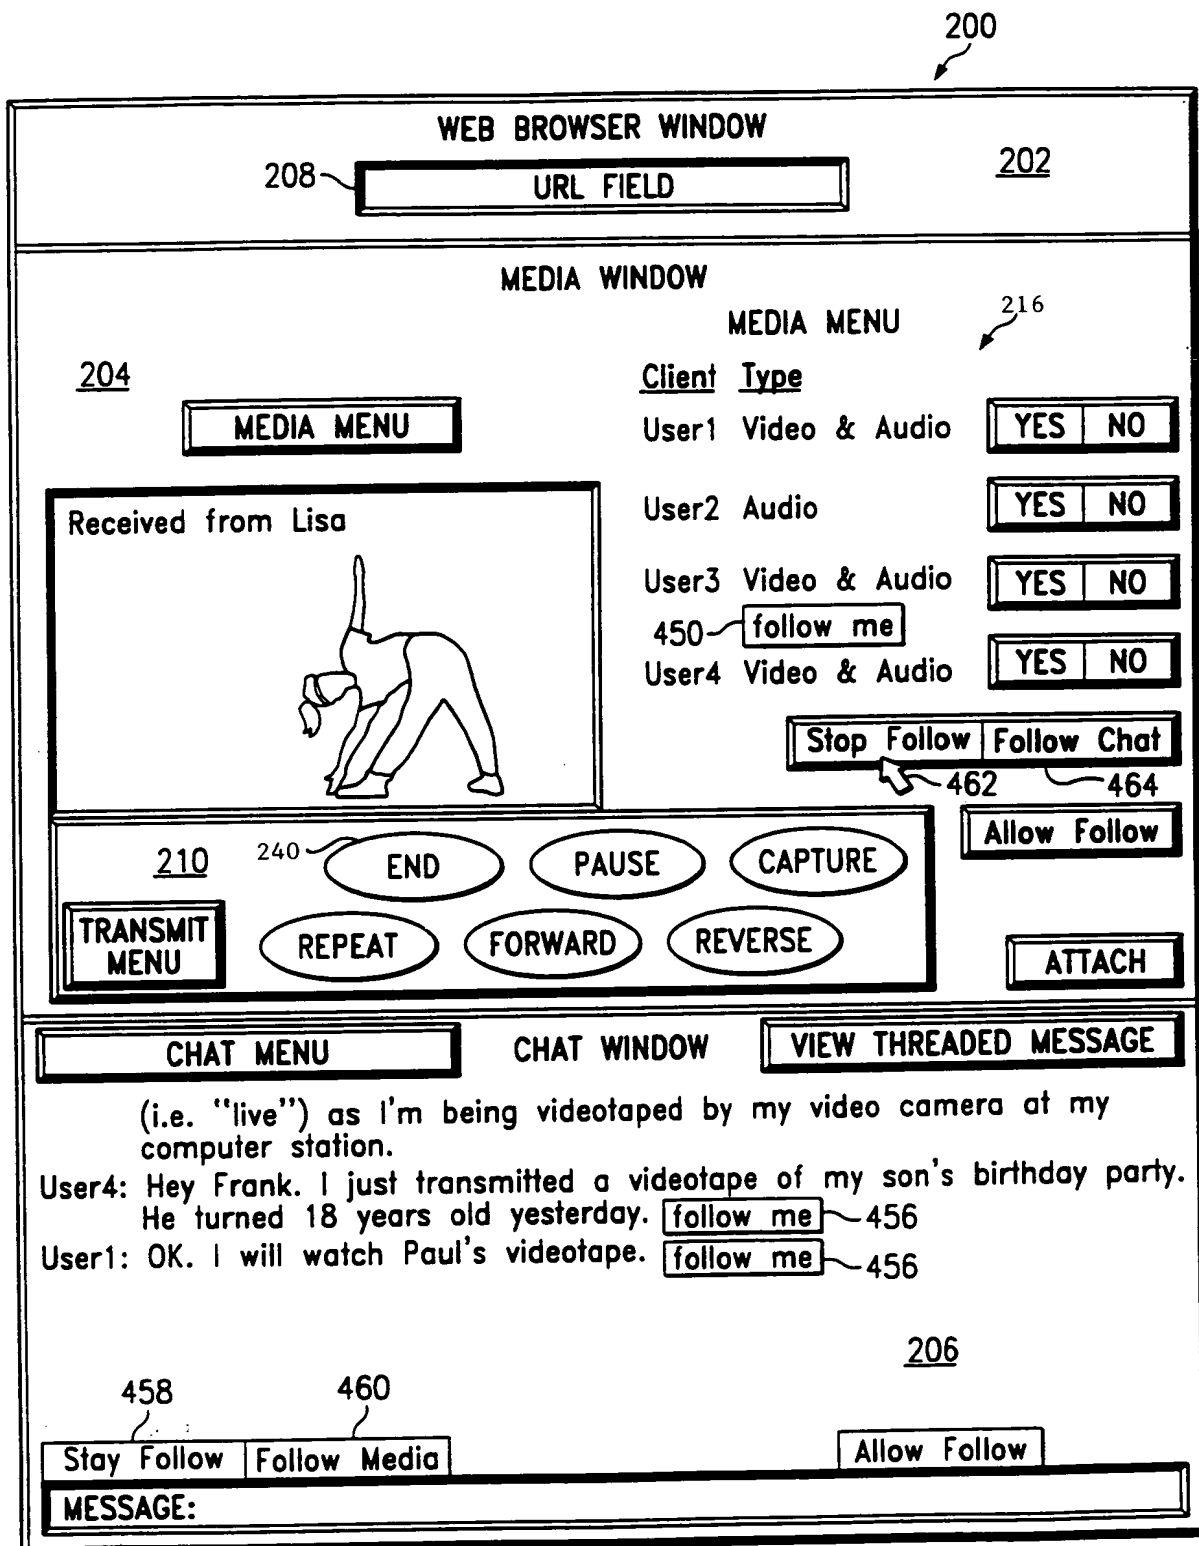 200
WEB BROWSER WINDOW
202
208
URL FIELD
MEDIA WINDOW
MEDIA MENU
216
204
Client Type
MEDIA MENU
User1 Video & Audio YES NO
User2 Audio YES NO
Received from Lisa
User3 Video & Audio YES NO
450 follow me
User4 Video & Audio YES NO
Stop Follow Follow Chat
462 464
Allow Follow
210
240
END PAUSE CAPTURE
TRANSMIT MENU
REPEAT FORWARD REVERSE
ATTACH
CHAT MENU CHAT WINDOW VIEW THREADED MESSAGE
(i.e. "live") as I'm being videotaped by my video camera at my
computer station.
User4: Hey Frank. I just transmitted a videotape of my son's birthday party.
He turned 18 years old yesterday. follow me 456
User1: OK. I will watch Paul's videotape. follow me 456
206
458 460
Stay Follow Follow Media Allow Follow
MESSAGE: